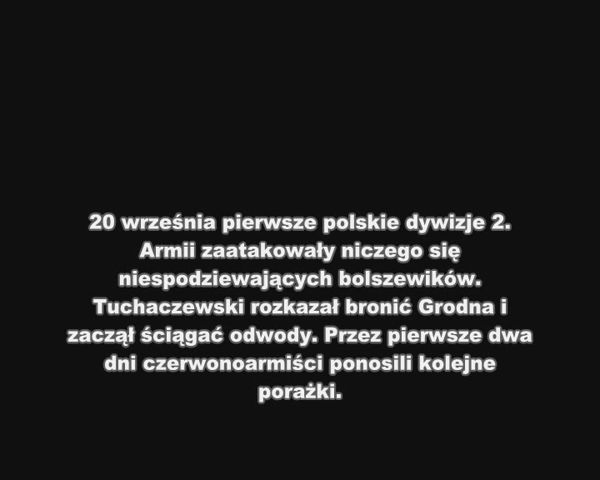 20 września pierwsze polskie dywizje 2.
Armii zaatakowały niczego się
niespodziewających bolszewików.
Tuchaczewski rozkazał bronić Grodna i
zaczął ściągać odwody. Przez pierwsze dwa
dni czerwonoarmiści ponosili kolejne
porażki.